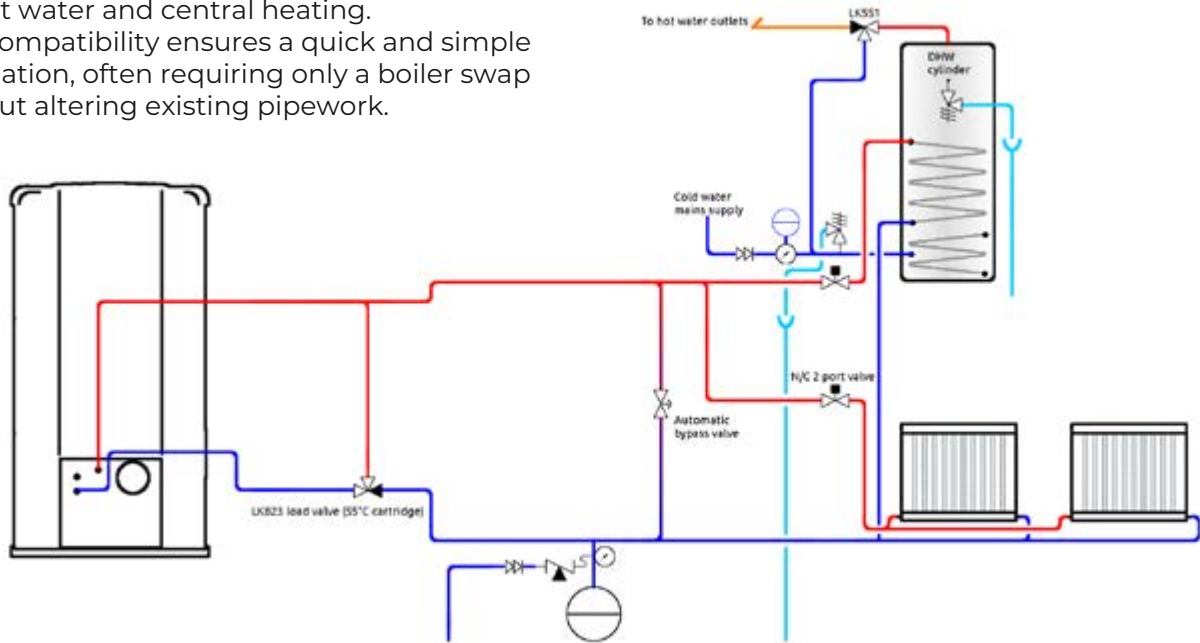 t water and central heating.
ompatibility ensures a quick and simple
ation, often requiring only a boiler swap
ut altering existing pipework.
To hot water outlets
LK551
DHW
cylinder
Cold water
mains supply
N/C 2 port valve
Automatic
bypass valve
LK823 load valve (55°C cartridge)